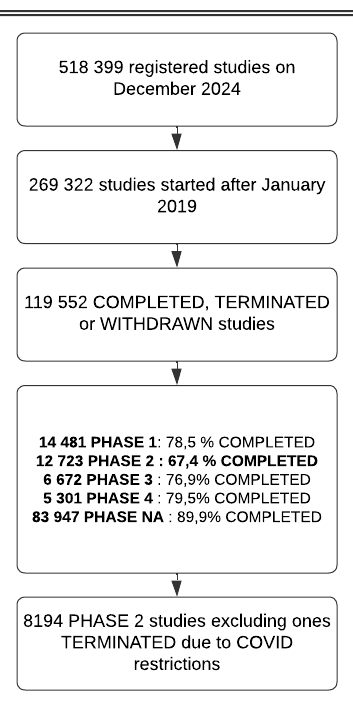 518 399 registered studies on
December 2024
269 322 studies started after January
2019
119 552 COMPLETED, TERMINATED
or WITHDRAWN studies
14 481 PHASE 1: 78,5 % COMPLETED
12 723 PHASE 2 : 67,4 % COMPLETED
6 672 PHASE 3 : 76,9% COMPLETED
5 301 PHASE 4 : 79,5% COMPLETED
83 947 PHASE NA : 89,9% COMPLETED
8194 PHASE 2 studies excluding ones
TERMINATED due to COVID
restrictions